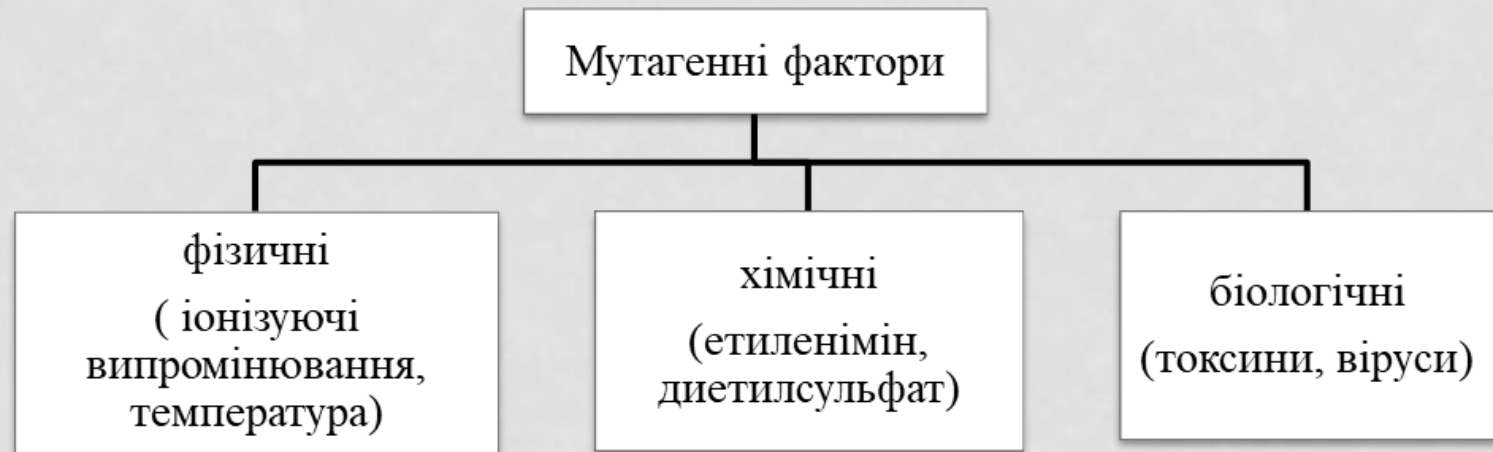 Мутагенні фактори
фізичні
( іонізуючі
випромінювання,
температура)
хімічні
(етиленімін,
диетилсульфат)
біологічні
(токсини, віруси)